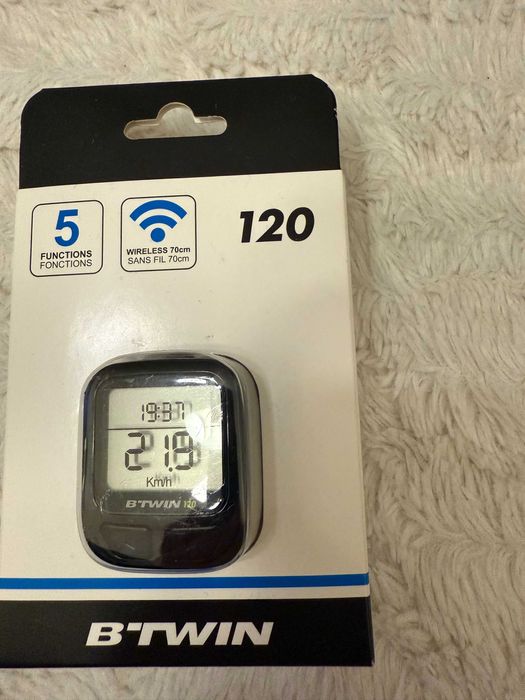 5
FUNCTIONS
FONCTIONS
WIRELESS 70cm
SANS FIL 70cm
120
19:37
21.8
Km/h
B'TWIN 120
B'TWIN